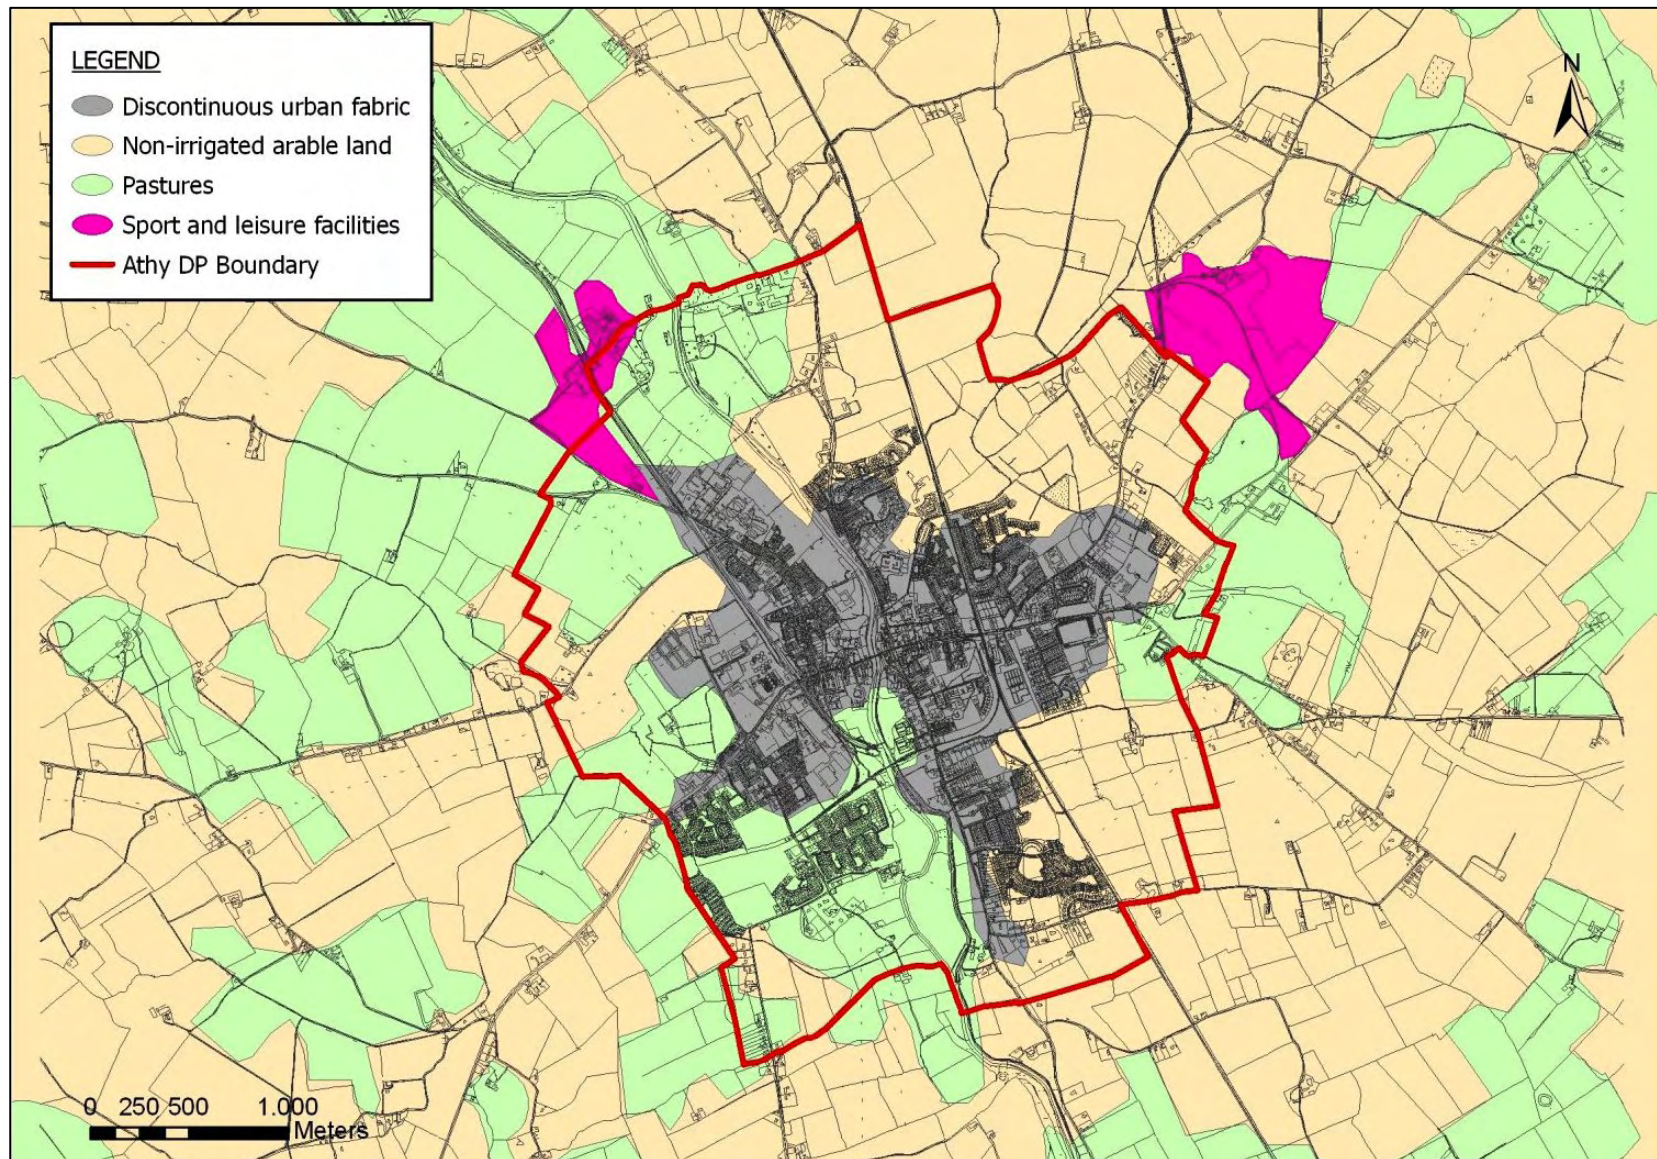 LEGEND
Discontinuous urban fabric
Non-irrigated arable land
Pastures
Sport and leisure facilities
Athy DP Boundary
N
0 250 500 1.000
Meters